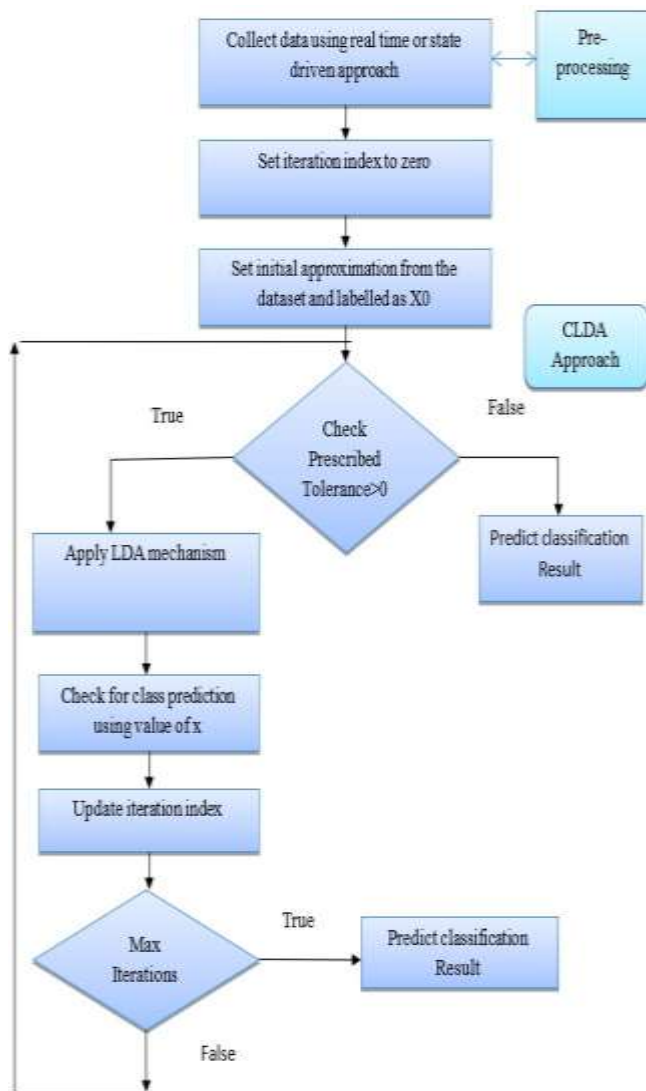 Collect data using real time or state
driven approach
Pre-
processing
Set iteration index to zero
Set initial approximation from the
dataset and labelled as X0
CLDA
Approach
True
False
Check
Prescribed
Tolerance>0
Apply LDA mechanism
Predict classification
Result
Check for class prediction
using value of x
Update iteration index
True
Max
Iterations
Predict classification
Result
False